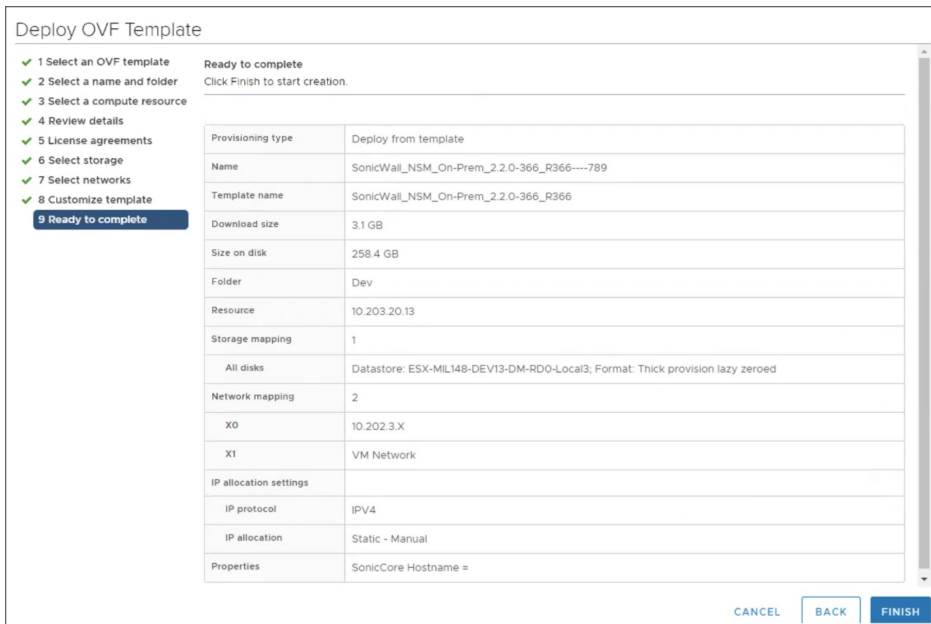 Deploy OVF Template
1 Select an OVF template
2 Select a name and folder
3 Select a compute resource
4 Review details
5 License agreements
6 Select storage
7 Select networks
8 Customize template
9 Ready to complete
Ready to complete
Click Finish to start creation.
Provisioning type Deploy from template
Name SonicWall_NSM_On-Prem_2.2.0-366_R366----789
Template name SonicWall_NSM_On-Prem_2.2.0-366_R366
Download size 3.1 GB
Size on disk 258.4 GB
Folder Dev
Resource 10.203.20.13
Storage mapping 1
All disks Datastore: ESX-MIL148-DEV13-DM-RD0-Local3; Format: Thick provision lazy zeroed
Network mapping 2
X0 10.202.3.X
X1 VM Network
IP allocation settings
IP protocol IPV4
IP allocation Static - Manual
Properties SonicCore Hostname =
CANCEL BACK FINISH